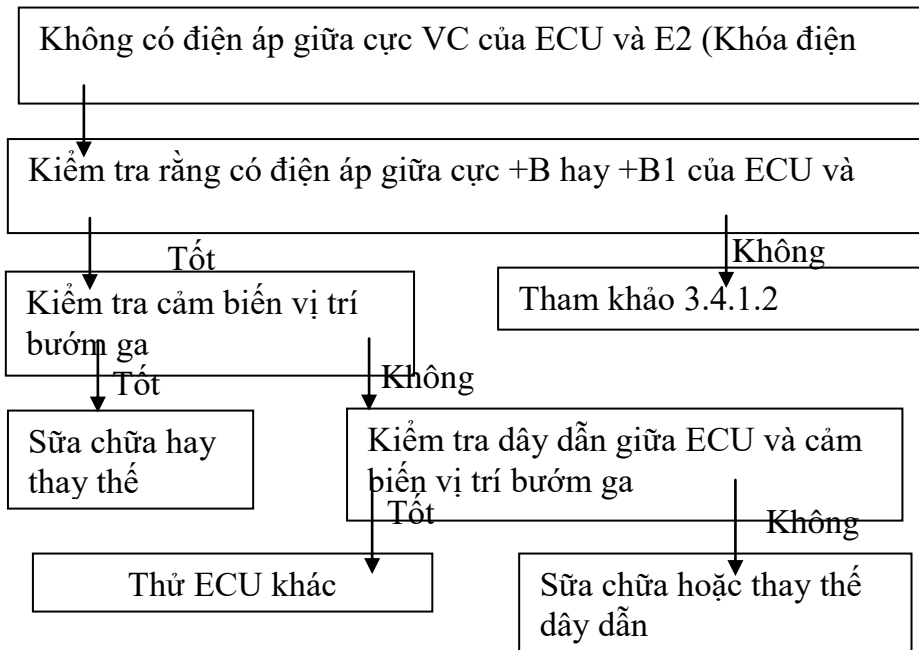 Không có điện áp giữa cực VC của ECU và E2 (Khóa điện
Kiểm tra rằng có điện áp giữa cực +B hay +B1 của ECU và
Tốt
Không
Kiểm tra cảm biến vị trí
bướm ga
Tham khảo 3.4.1.2
Tốt
Không
Sữa chữa hay
thay thế
Kiểm tra dây dẫn giữa ECU và cảm
biến vị trí bướm ga
Tốt
Không
Thử ECU khác
Sữa chữa hoặc thay thế
dây dẫn